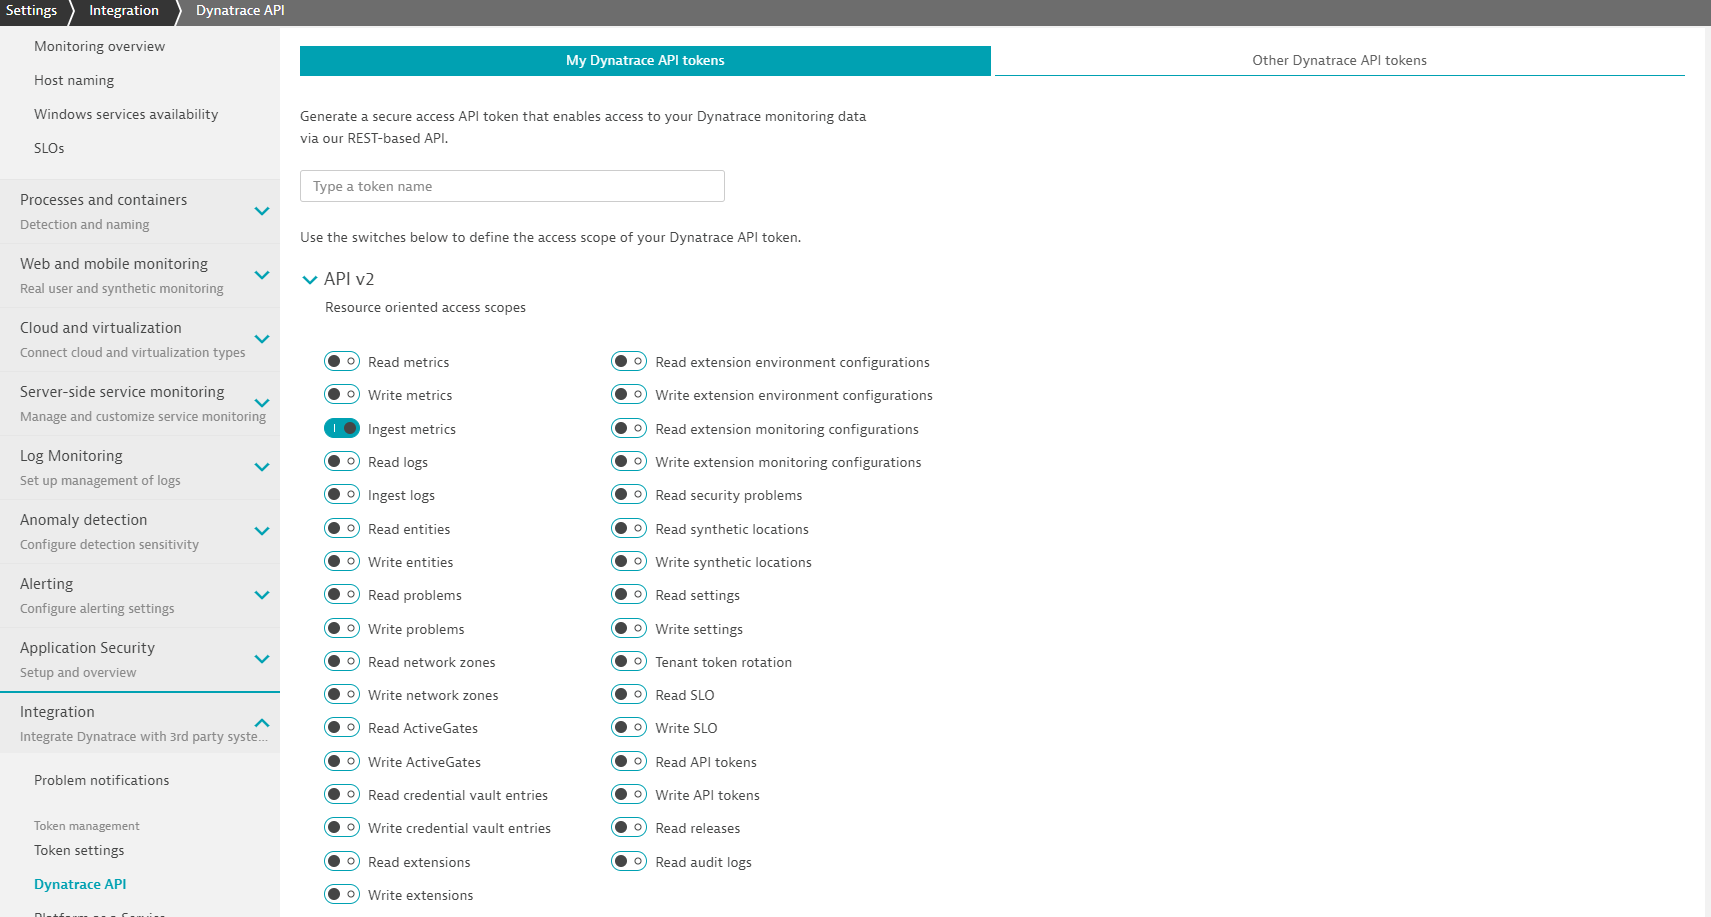 Settings
Integration
Dynatrace API
Monitoring overview
Host naming
Windows services availability
SLOs
Processes and containers
Detection and naming
Web and mobile monitoring
Real user and synthetic monitoring
Cloud and virtualization
Connect cloud and virtualization types
Server-side service monitoring
Manage and customize service monitoring
Log Monitoring
Set up management of logs
Anomaly detection
Configure detection sensitivity
Alerting
Configure alerting settings
Application Security
Setup and overview
Integration
Integrate Dynatrace with 3rd party syste...
Problem notifications
Token management
Token settings
Dynatrace API
Platform as a Service
My Dynatrace API tokens
Other Dynatrace API tokens
Generate a secure access API token that enables access to your Dynatrace monitoring data
via our REST-based API.
Type a token name
Use the switches below to define the access scope of your Dynatrace API token.
API v2
Resource oriented access scopes
Read metrics
Write metrics
Ingest metrics
Read logs
Ingest logs
Read entities
Write entities
Read problems
Write problems
Read network zones
Write network zones
Read ActiveGates
Write ActiveGates
Read credential vault entries
Write credential vault entries
Read extensions
Write extensions
Read extension environment configurations
Write extension environment configurations
Read extension monitoring configurations
Write extension monitoring configurations
Read security problems
Read synthetic locations
Write synthetic locations
Read settings
Write settings
Tenant token rotation
Read SLO
Write SLO
Read API tokens
Write API tokens
Read releases
Read audit logs